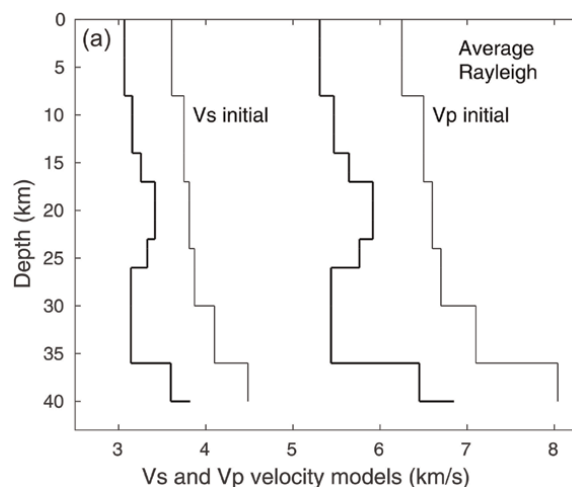 (a)
Average
Rayleigh
Vs initial
Vp initial
0
5
10
15
20
25
30
35
40
Depth (km)
3
4
5
6
7
8
Vs and Vp velocity models (km/s)